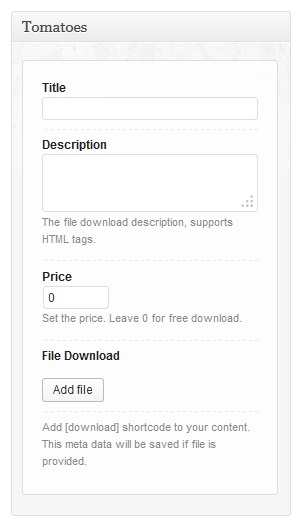 Tomatoes
Title
Description
The file download description, supports
HTML tags.
Price
0
Set the price. Leave 0 for free download.
File Download
Add file
Add [download] shortcode to your content.
This meta data will be saved if file is
provided.